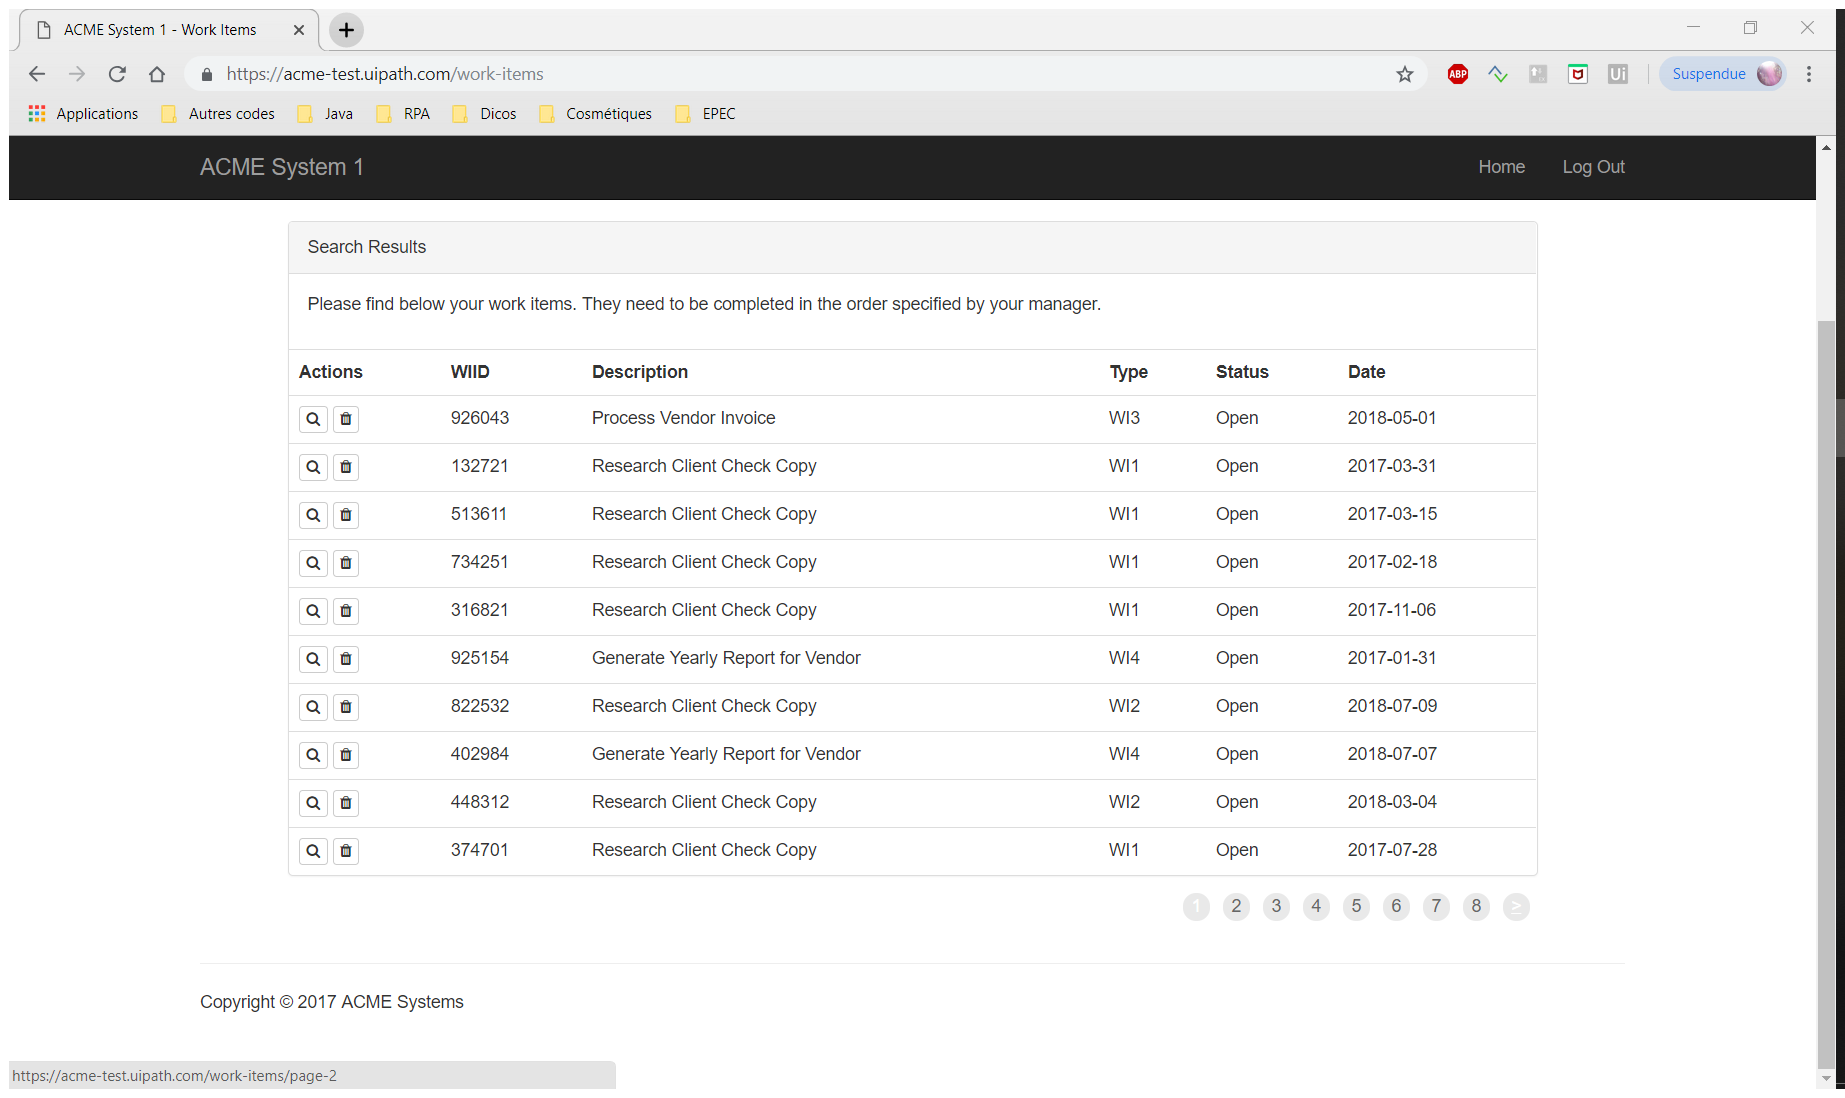 ACME System 1 - Work Items
https://acme-test.uipath.com/work-items
ABP
Ui
Suspendue
Applications
Autres codes
Java
RPA
Dicos
Cosmétiques
EPEC
ACME System 1
Home
Log Out
Search Results
Please find below your work items. They need to be completed in the order specified by your manager.
Actions WIID Description Type Status Date
926043 Process Vendor Invoice WI3 Open 2018-05-01
132721 Research Client Check Copy WI1 Open 2017-03-31
513611 Research Client Check Copy WI1 Open 2017-03-15
734251 Research Client Check Copy WI1 Open 2017-02-18
316821 Research Client Check Copy WI1 Open 2017-11-06
925154 Generate Yearly Report for Vendor WI4 Open 2017-01-31
822532 Research Client Check Copy WI2 Open 2018-07-09
402984 Generate Yearly Report for Vendor WI4 Open 2018-07-07
448312 Research Client Check Copy WI2 Open 2018-03-04
374701 Research Client Check Copy WI1 Open 2017-07-28
1 2 3 4 5 6 7 8 >
Copyright © 2017 ACME Systems
https://acme-test.uipath.com/work-items/page-2